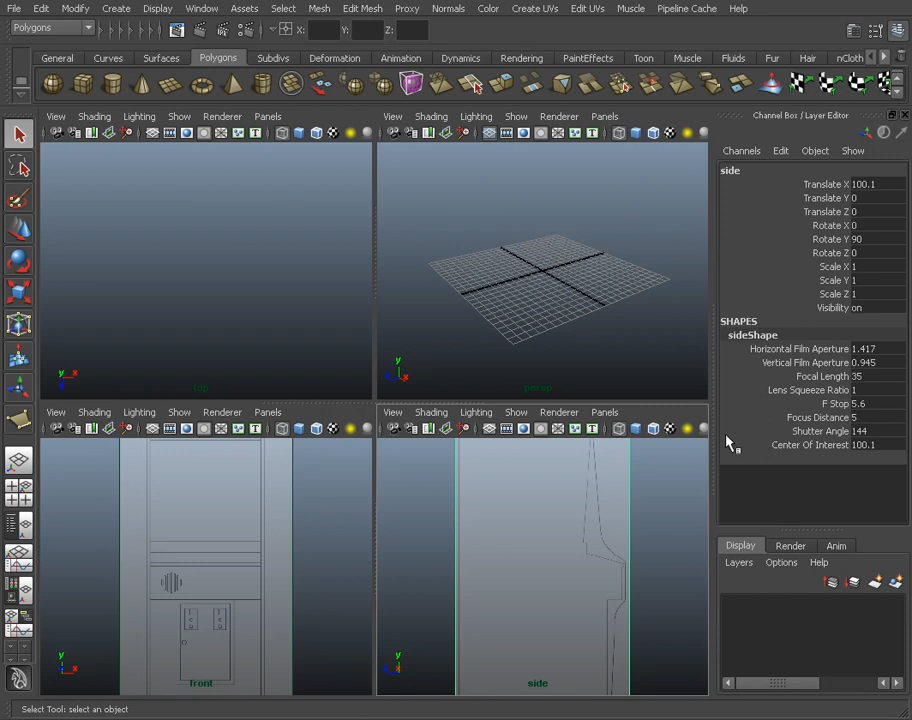 File Edit Modify Create Display Window Assets Select Mesh Edit Mesh Proxy Normals Color Create UVs Edit UVs Muscle Pipeline Cache Help
Polygons X: Y: Z:
General Curves Surfaces Polygons Subdivs Deformation Animation Dynamics Rendering PaintEffects Toon Muscle Fluids Fur Hair nCloth
View Shading Lighting Show Renderer Panels
View Shading Lighting Show Renderer Panels
y x z
top
y x
persp
View Shading Lighting Show Renderer Panels
View Shading Lighting Show Renderer Panels
y x
front
y
side
Channel Box / Layer Editor
Channels Edit Object Show
side
Translate X 100.1
Translate Y 0
Translate Z 0
Rotate X 0
Rotate Y 90
Rotate Z 0
Scale X 1
Scale Y 1
Scale Z 1
Visibility on
SHAPES
sideShape
Horizontal Film Aperture 1.417
Vertical Film Aperture 0.945
Focal Length 35
Lens Squeeze Ratio 1
F Stop 5.6
Focus Distance 5
Shutter Angle 144
Center Of Interest 100.1
Display Render Anim
Layers Options Help
Select Tool: select an object